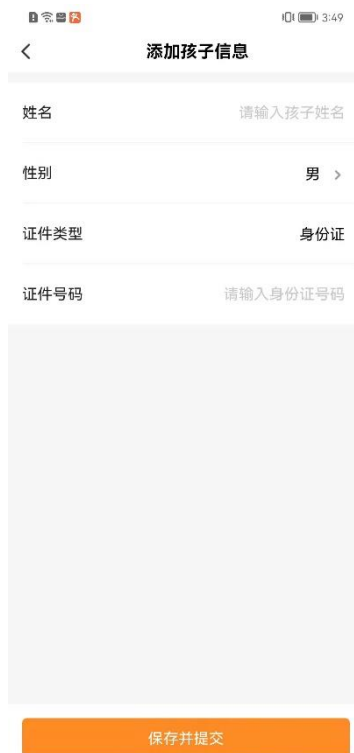 3:49
添加孩子信息
姓名 请输入孩子姓名
性别 男
证件类型 身份证
证件号码 请输入身份证号码
保存并提交